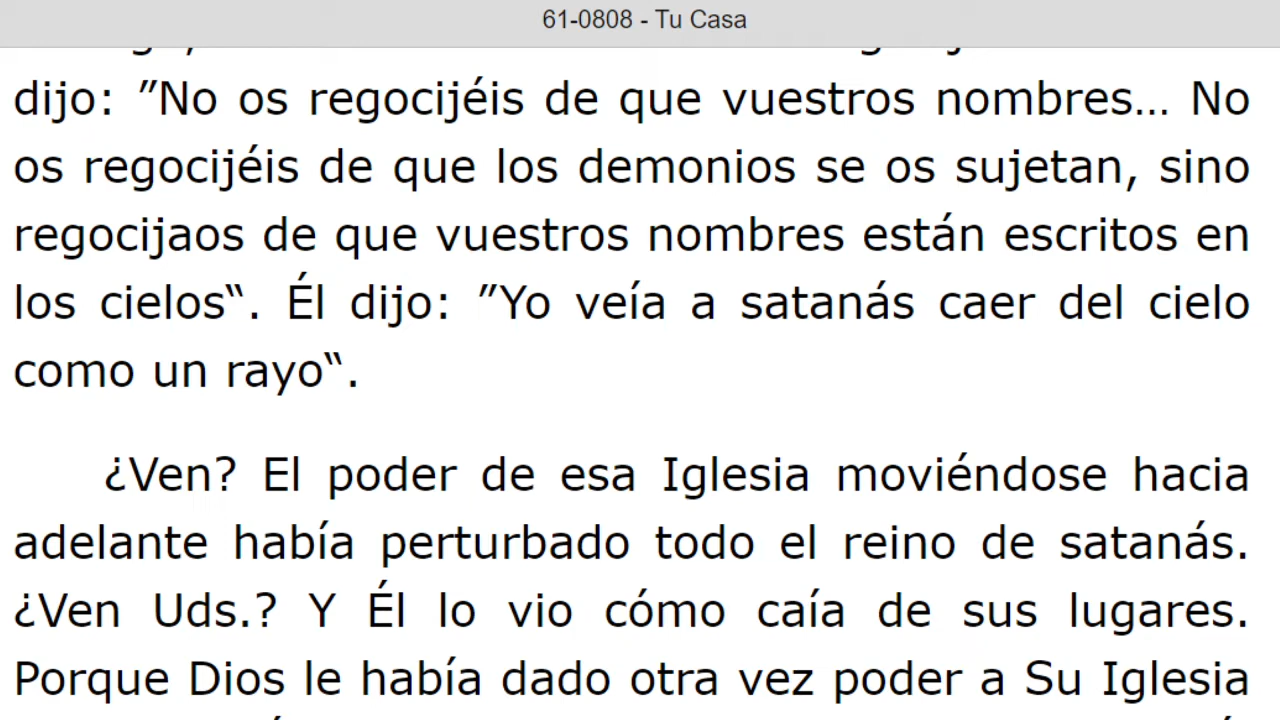 61-0808 - Tu Casa
dijo: ”No os regocijéis de que vuestros nombres… No
os regocijéis de que los demonios se os sujetan, sino
regocijaos de que vuestros nombres están escritos en
los cielos“. Él dijo: ”Yo veía a satanás caer del cielo
como un rayo“.
¿Ven? El poder de esa Iglesia moviéndose hacia
adelante había perturbado todo el reino de satanás.
¿Ven Uds.? Y Él lo vio cómo caía de sus lugares.
Porque Dios le había dado otra vez poder a Su Iglesia